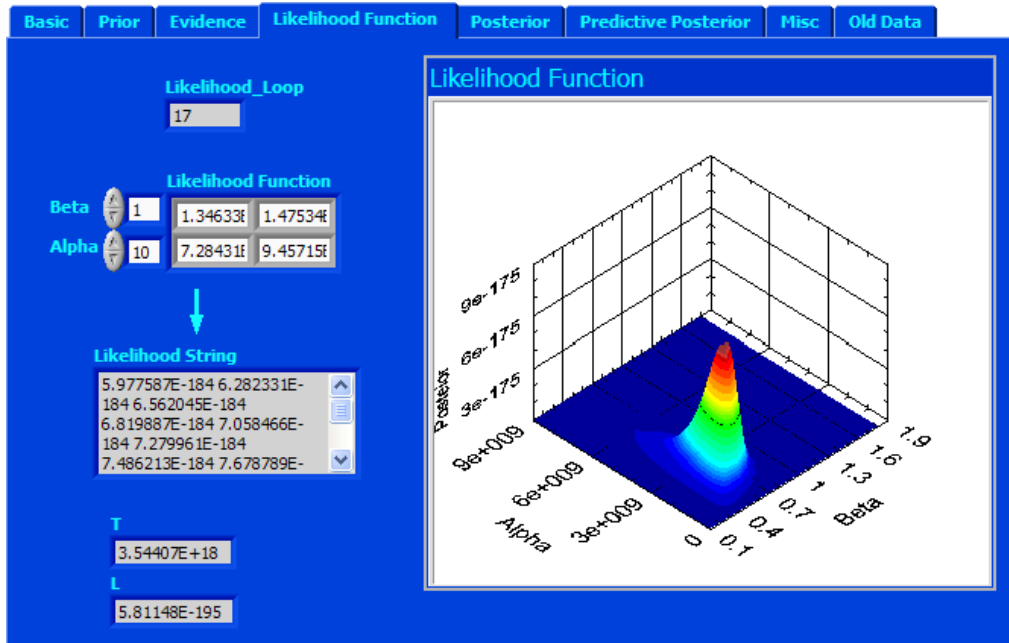 Basic Prior Evidence Likelihood Function Posterior Predictive Posterior Misc Old Data
Likelihood_Loop
17
Likelihood Function
Beta 1 1.34633E 1.47534E
Alpha 10 7.28431E 9.45715E
Likelihood String
5.977587E-184 6.282331E-
184 6.562045E-184
6.819887E-184 7.058466E-
184 7.279961E-184
7.486213E-184 7.678789E-
T
3.54407E+18
L
5.81148E-195
Likelihood Function
9e-175
6e-175
3e-175
Posterior
9e+009
6e+009
3e+009
0
Alpha
0.1
0.4
0.7
1
1.3
1.6
1.9
Beta